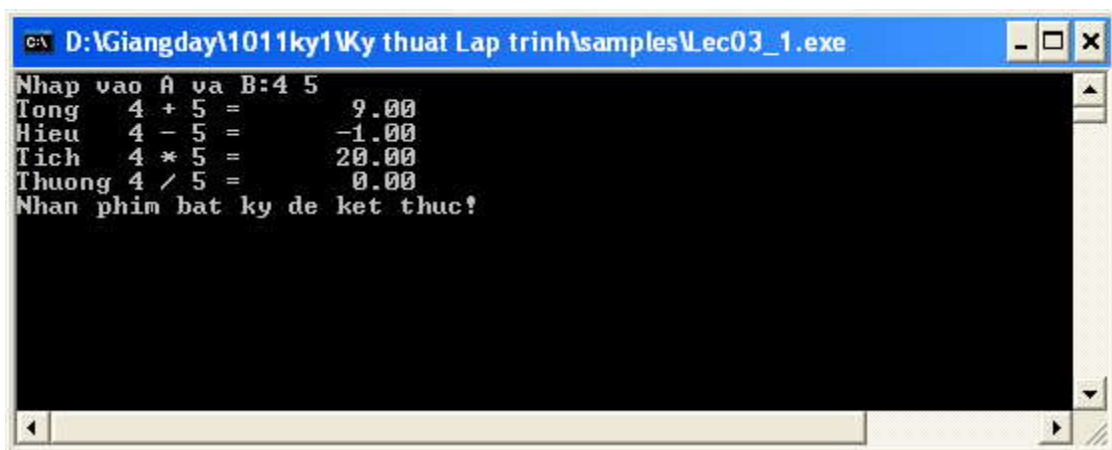 D:\Giangday\1011ky1\Ky thuat Lap trinh\samples\Lec03_1.exe
Nhap vao A va B:4 5
Tong   4 + 5 =       9.00
Hieu   4 - 5 =      -1.00
Tich   4 * 5 =      20.00
Thuong 4 / 5 =       0.00
Nhan phim bat ky de ket thuc!